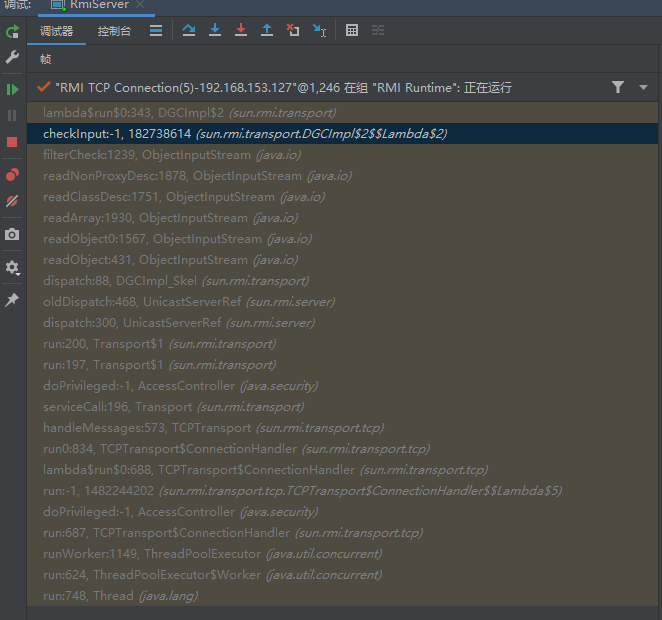 调试: RmiServer
调试器 控制台
帧
"RMI TCP Connection(5)-192.168.153.127"@1,246 在组 "RMI Runtime": 正在运行
lambda$run$0:343, DGCImpl$2 (sun.rmi.transport)
checkInput:-1, 182738614 (sun.rmi.transport.DGCImpl$2$$Lambda$2)
filterCheck:1239, ObjectInputStream (java.io)
readNonProxyDesc:1878, ObjectInputStream (java.io)
readClassDesc:1751, ObjectInputStream (java.io)
readArray:1930, ObjectInputStream (java.io)
readObject0:1567, ObjectInputStream (java.io)
readObject:431, ObjectInputStream (java.io)
dispatch:88, DGCImpl_Skel (sun.rmi.transport)
oldDispatch:468, UnicastServerRef (sun.rmi.server)
dispatch:300, UnicastServerRef (sun.rmi.server)
run:200, Transport$1 (sun.rmi.transport)
run:197, Transport$1 (sun.rmi.transport)
doPrivileged:-1, AccessController (java.security)
serviceCall:196, Transport (sun.rmi.transport)
handleMessages:573, TCPTransport (sun.rmi.transport.tcp)
run0:834, TCPTransport$ConnectionHandler (sun.rmi.transport.tcp)
lambda$run$0:688, TCPTransport$ConnectionHandler (sun.rmi.transport.tcp)
run:-1, 1482244202 (sun.rmi.transport.tcp.TCPTransport$ConnectionHandler$$Lambda$5)
doPrivileged:-1, AccessController (java.security)
run:687, TCPTransport$ConnectionHandler (sun.rmi.transport.tcp)
runWorker:1149, ThreadPoolExecutor (java.util.concurrent)
run:624, ThreadPoolExecutor$Worker (java.util.concurrent)
run:748, Thread (java.lang)